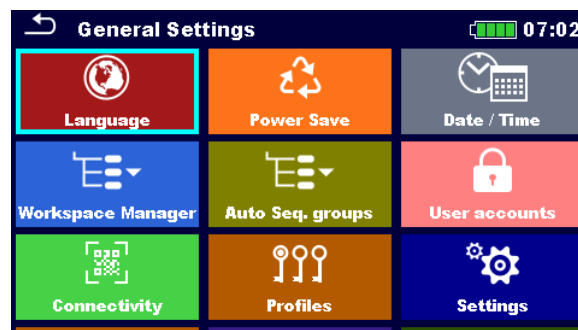 General Settings 07:02
Language Power Save Date / Time
Workspace Manager Auto Seq. groups User accounts
Connectivity Profiles Settings